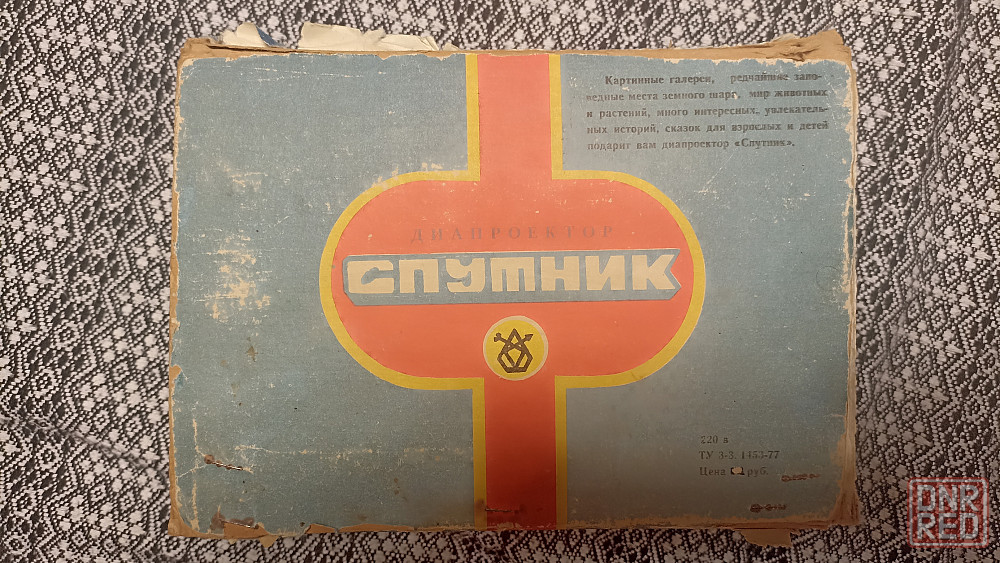 Картинные галереи, редчайшие запо-
ведные места земного шара, мир животных
и растений, много интересных, увлекатель-
ных историй, сказок для взрослых и детей
подарит вам диапроектор «Спутник».
ДИАПРОЕКТОР
СПУТНИК
220 в
ТУ 3-3. 1453-77
Цена руб.
DNR
RED